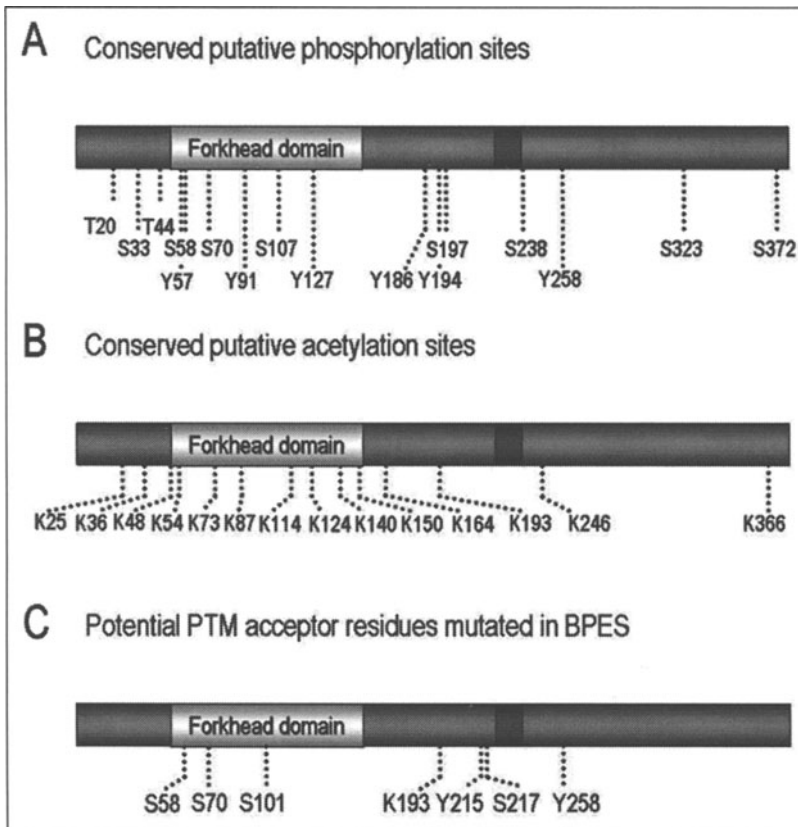 A Conserved putative phosphorylation sites
Forkhead domain
T20 T44
S33 S58 S70 S107 S197 S238 S323 S372
Y57 Y91 Y127 Y186 Y194 Y258
B Conserved putative acetylation sites
Forkhead domain
K25 K36 K48 K54 K73 K87 K114 K124 K140 K150 K164 K193 K246 K366
C Potential PTM acceptor residues mutated in BPES
Forkhead domain
S58 S70 S101 K193 Y215 S217 Y258